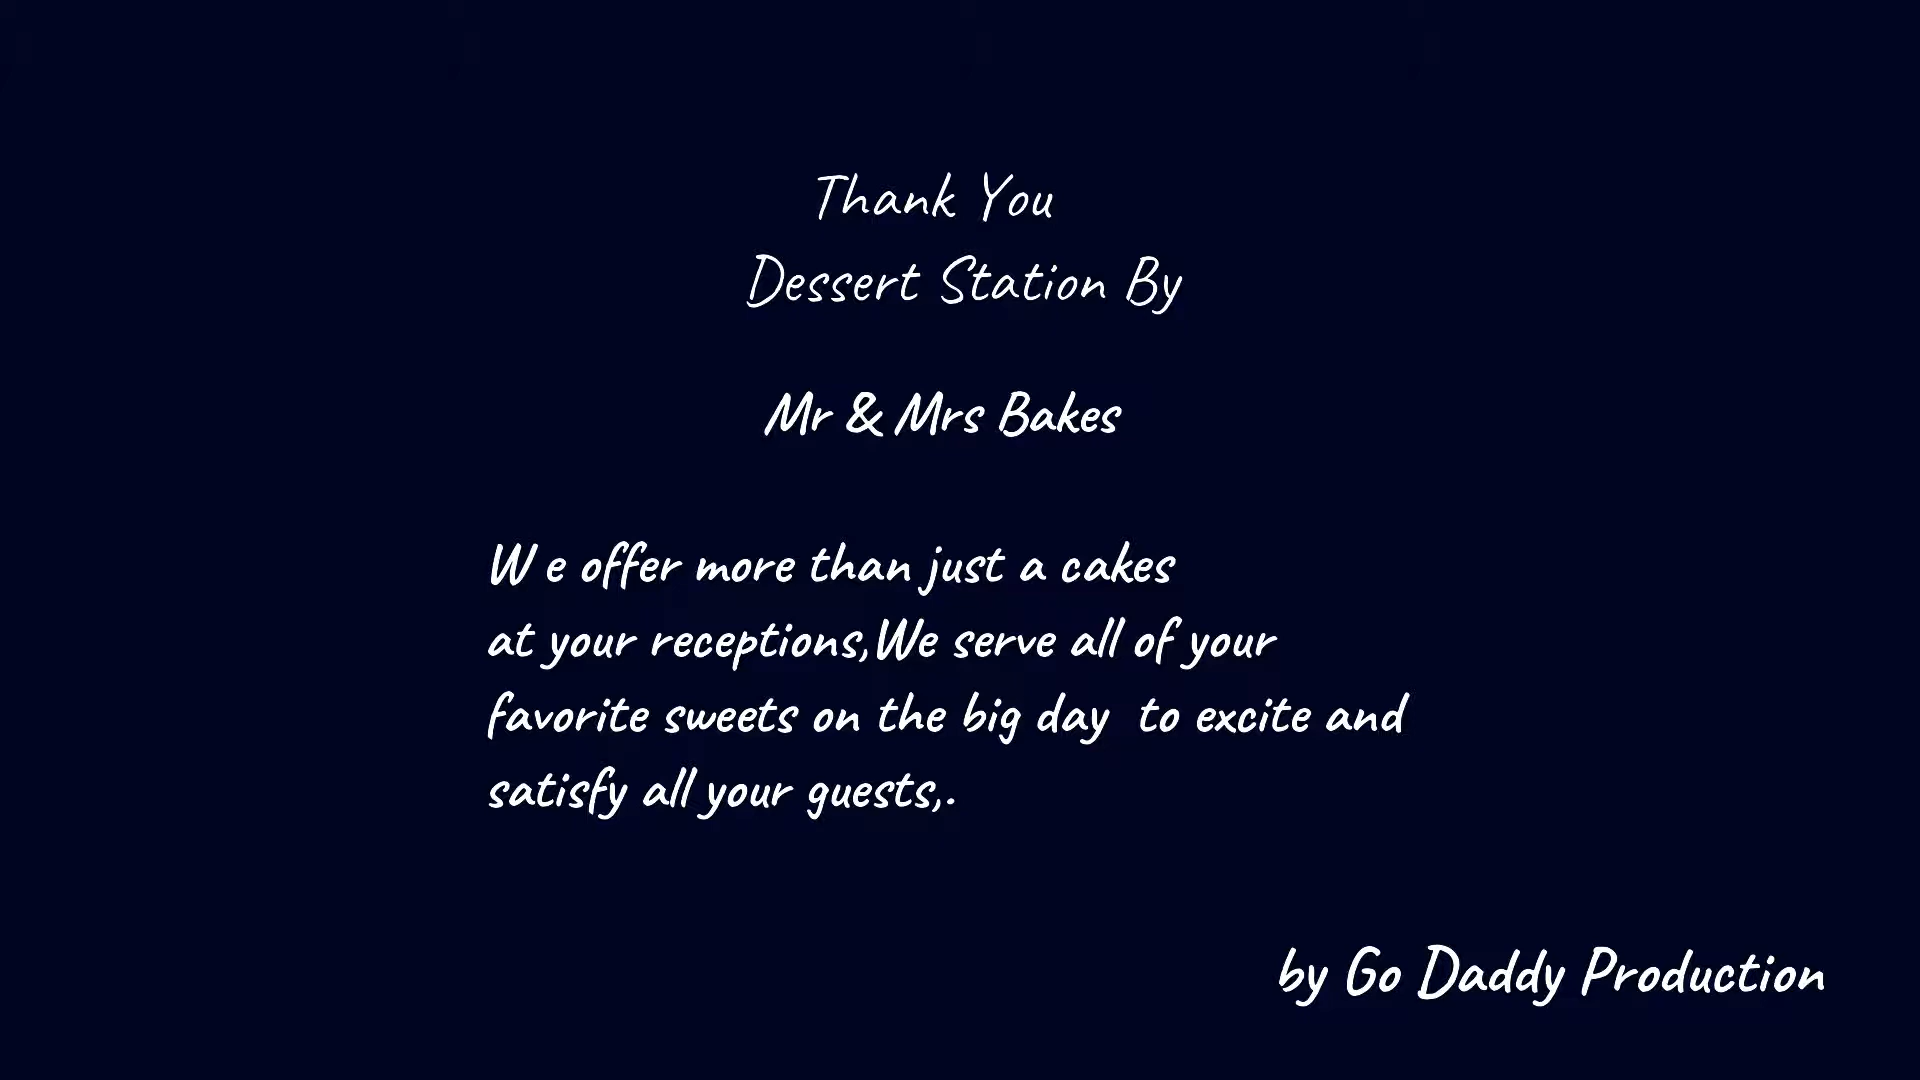 Thank You
Dessert Station By
Mr & Mrs Bakes
W e offer more than just a cakes
at your receptions,We serve all of your
favorite sweets on the big day  to excite and
satisfy all your guests,.
by Go Daddy Production